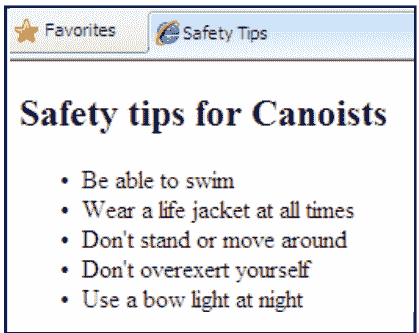 Favorites
Safety Tips
Safety tips for Canoists
• Be able to swim
• Wear a life jacket at all times
• Don't stand or move around
• Don't overexert yourself
• Use a bow light at night